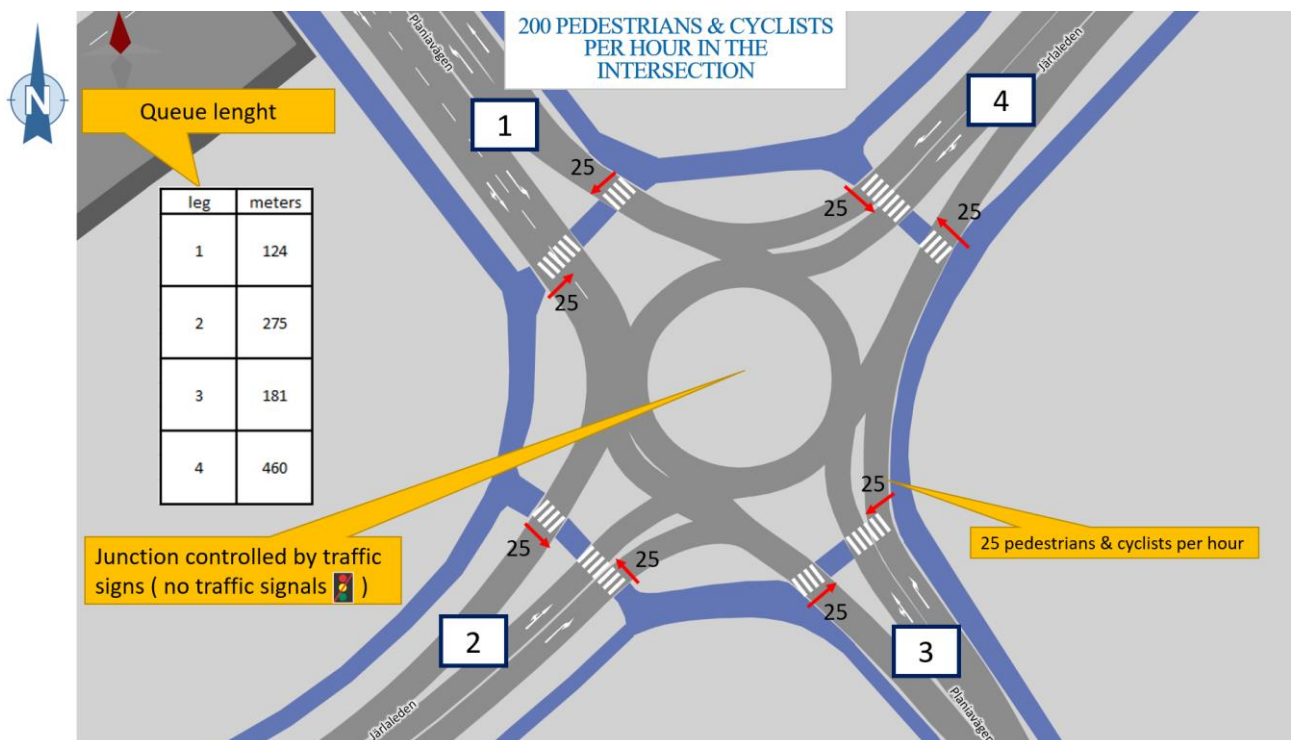 200 PEDESTRIANS & CYCLISTS
PER HOUR IN THE
INTERSECTION
N
Queue lenght
leg meters
1 124
2 275
3 181
4 460
Planiavägen
Järlaleden
1
4
25
25
25
25
25
25
25
25
25 pedestrians & cyclists per hour
Junction controlled by traffic
signs ( no traffic signals )
2
3
Järlaleden
Planiavägen